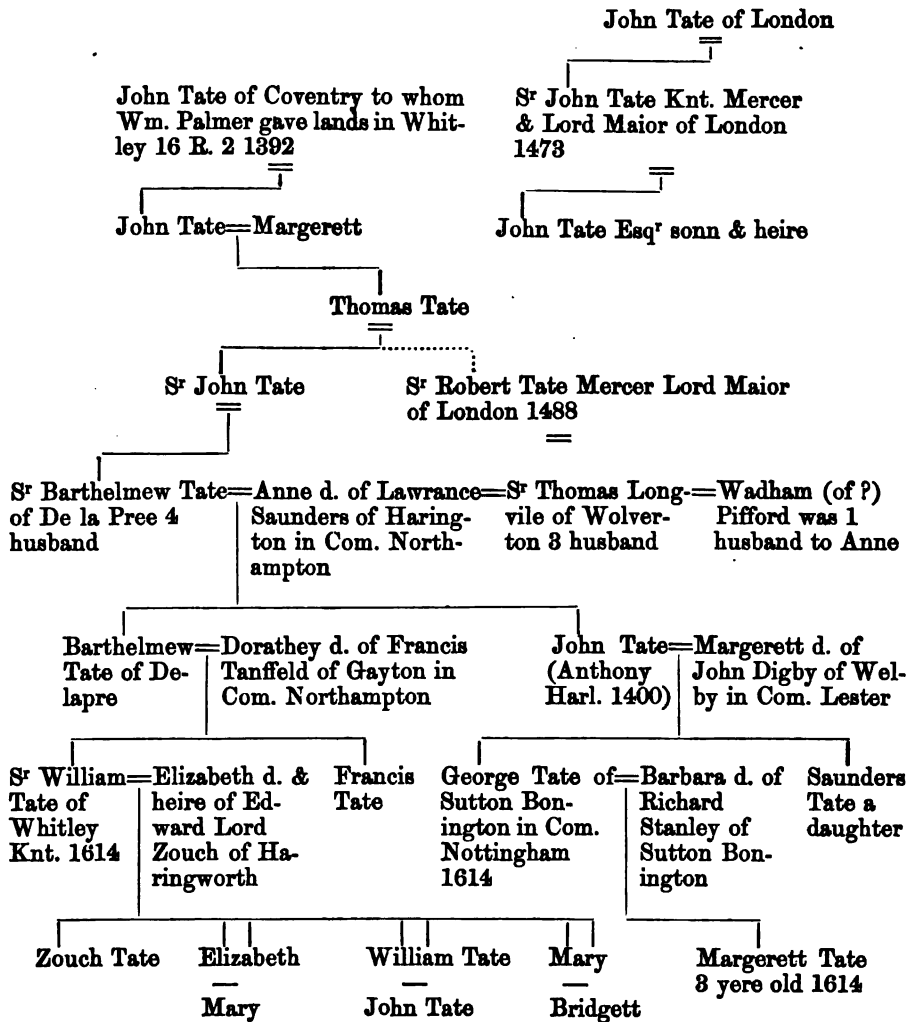 John Tate of London
John Tate of Coventry to whom
Wm. Palmer gave lands in Whit-
ley 16 R. 2 1392
Sr John Tate Knt. Mercer
& Lord Maior of London
1473
John Tate=Margerett
John Tate Esqr sonn & heire
Thomas Tate
Sr John Tate
Sr Robert Tate Mercer Lord Maior
of London 1488
Sr Barthelmew Tate=
of De la Pree 4
husband
Anne d. of Lawrance=
Saunders of Haring-
ton in Com. North-
ampton
Sr Thomas Long-=
vile of Wolver-
ton 3 husband
Wadham (of ?)
Pifford was 1
husband to Anne
Barthelmew=
Tate of De-
lapre
Dorathey d. of Francis
Tanffeld of Gayton in
Com. Northampton
John Tate=
(Anthony
Harl. 1400)
Margerett d. of
John Digby of Wel-
by in Com. Lester
Sr William=
Tate of
Whitley
Knt. 1614
Elizabeth d. &
heire of Ed-
ward Lord
Zouch of Ha-
ringworth
Francis
Tate
George Tate of=
Sutton Bon-
ington in Com.
Nottingham
1614
Barbara d. of
Richard
Stanley of
Sutton Bon-
ington
Saunders
Tate a
daughter
Zouch Tate
Elizabeth
Mary
William Tate
John Tate
Mary
Bridgett
Margerett Tate
3 yere old 1614